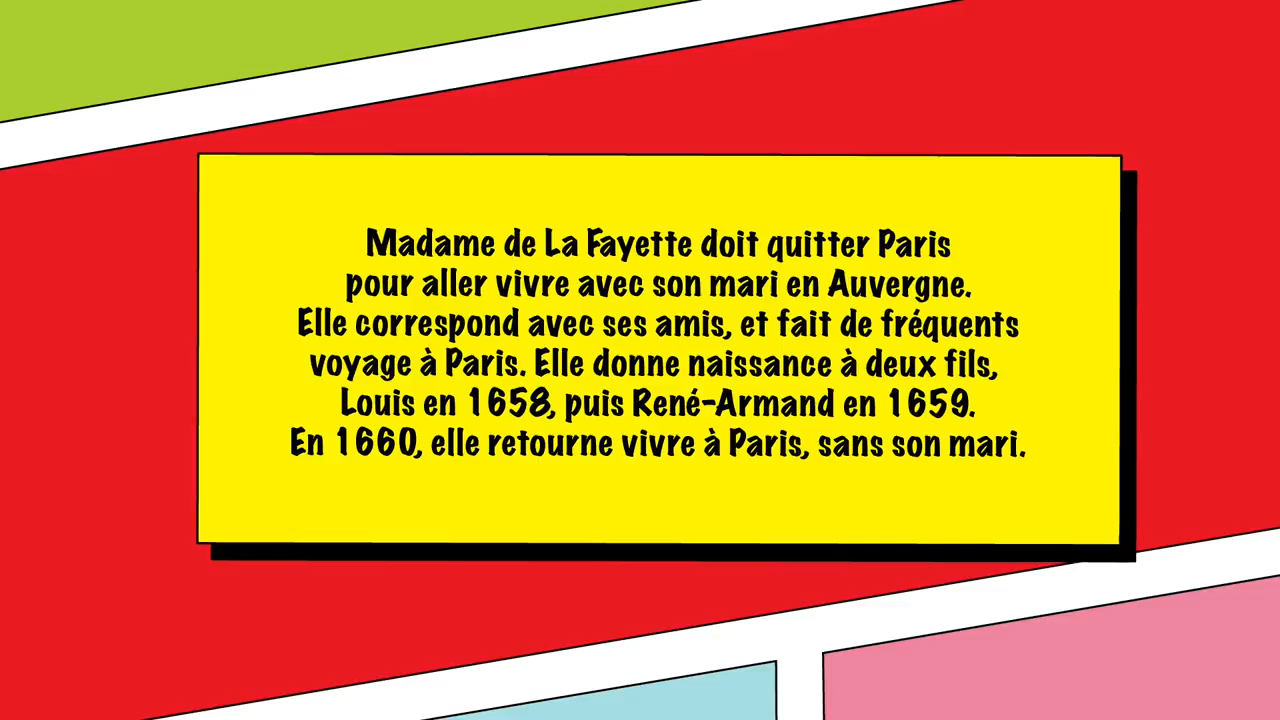 Madame de La Fayette doit quitter Paris
pour aller vivre avec son mari en Auvergne.
Elle correspond avec ses amis, et fait de fréquents
voyage à Paris. Elle donne naissance à deux fils,
Louis en 1658, puis René-Armand en 1659.
En 1660, elle retourne vivre à Paris, sans son mari.